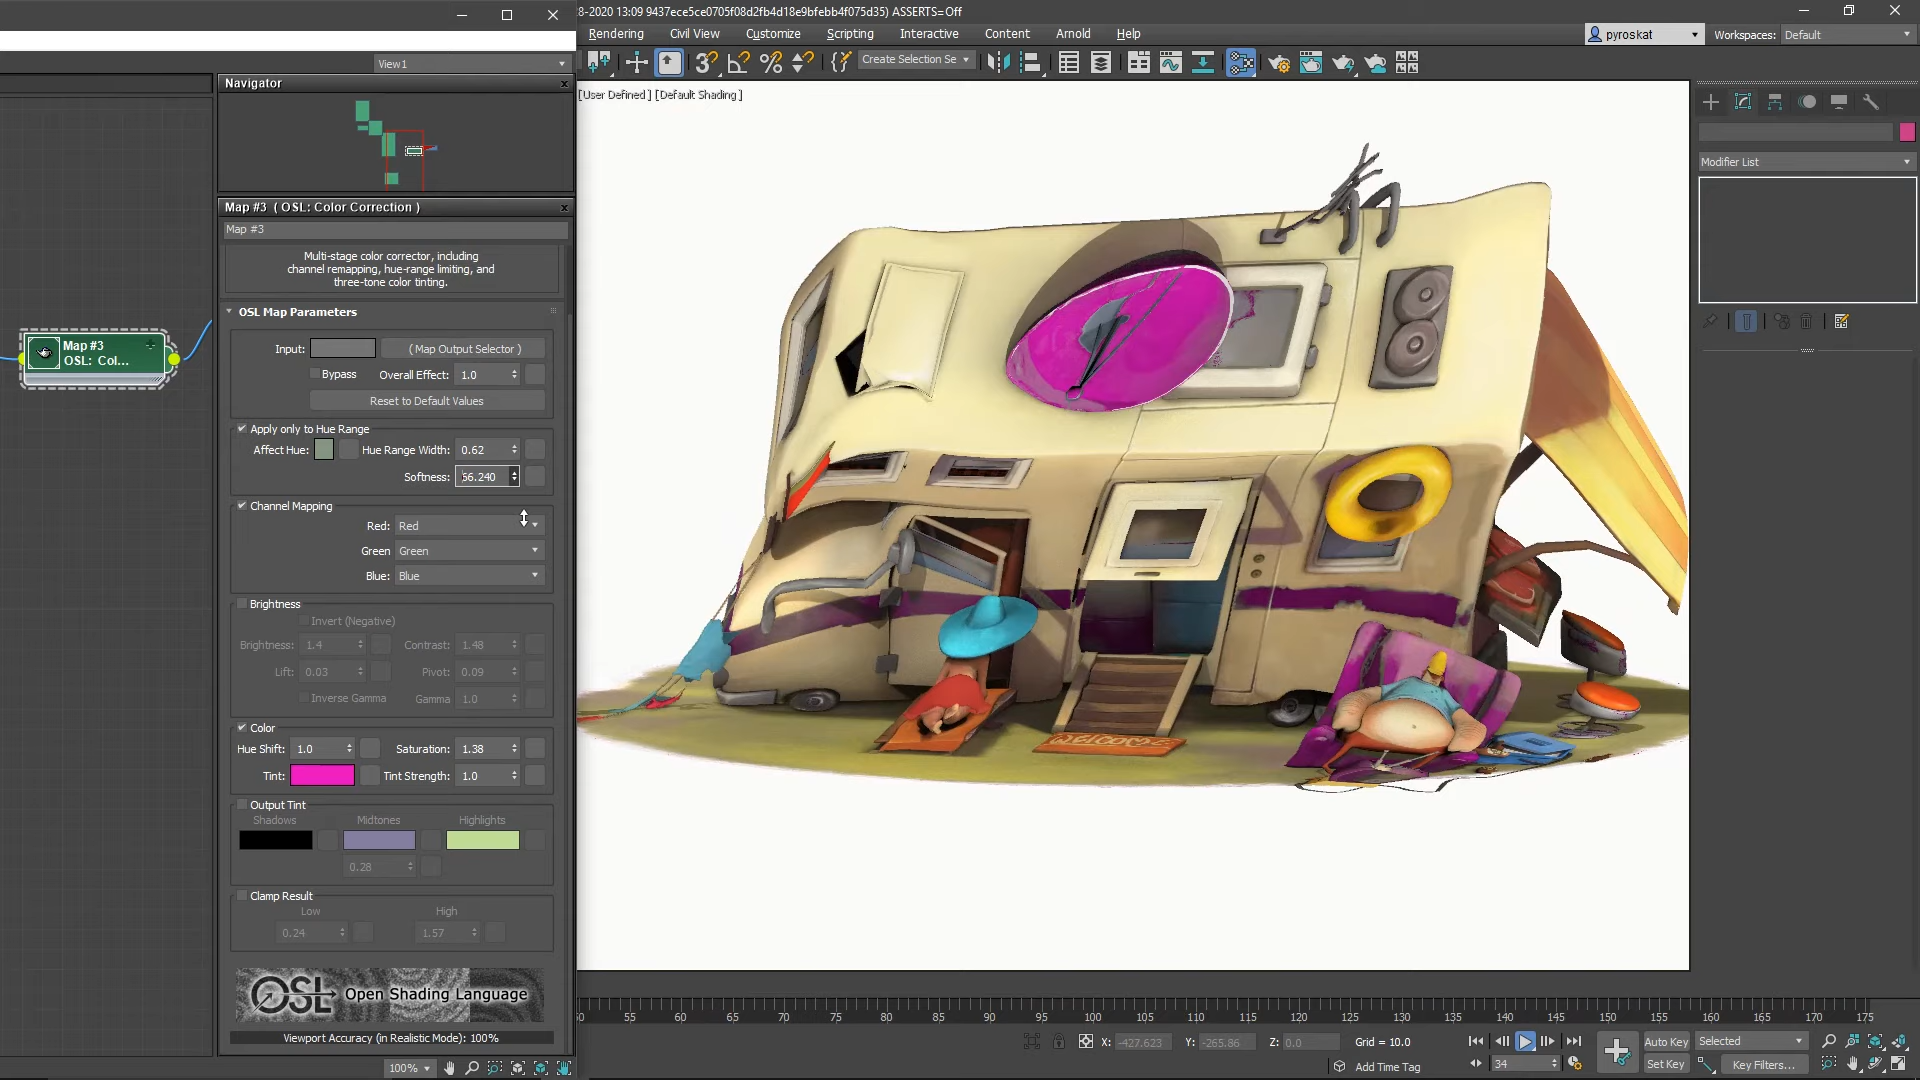 28-2020 13:09 9437ece5ce0705f08d2fb4d18e9bfebb4f075d35) ASSERTS=Off
Rendering Civil View Customize Scripting Interactive Content Arnold Help
pyroskat Workspaces: Default
View1
Create Selection Se
Navigator
[User Defined ] [Default Shading ]
Modifier List
Map #3 ( OSL: Color Correction )
Map #3
Multi-stage color corrector, including
channel remapping, hue-range limiting, and
three-tone color tinting.
OSL Map Parameters
Input: ( Map Output Selector )
Map #3
OSL: Col...
Bypass Overall Effect: 1.0
Reset to Default Values
Apply only to Hue Range
Affect Hue: Hue Range Width: 0.62
Softness: 56.240
Channel Mapping
Red: Red
Green Green
Blue: Blue
Brightness
Invert (Negative)
Brightness: 1.4 Contrast: 1.48
Lift: 0.03 Pivot: 0.09
Inverse Gamma Gamma 1.0
Color
Hue Shift: 1.0 Saturation: 1.38
Tint: Tint Strength: 1.0
Output Tint
Shadows Midtones Highlights
0.28
Clamp Result
Low High
0.24 1.57
OSL Open Shading Language
Viewport Accuracy (in Realistic Mode): 100%
100%
WELCOME
50 55 60 65 70 75 80 85 90 95 100 105 110 115 120 125 130 135 140 145 150 155 160 165 170 175
X: -427.623 Y: -265.86 Z: 0.0 Grid = 10.0
Add Time Tag
34
Auto Key Selected
Set Key Key Filters...